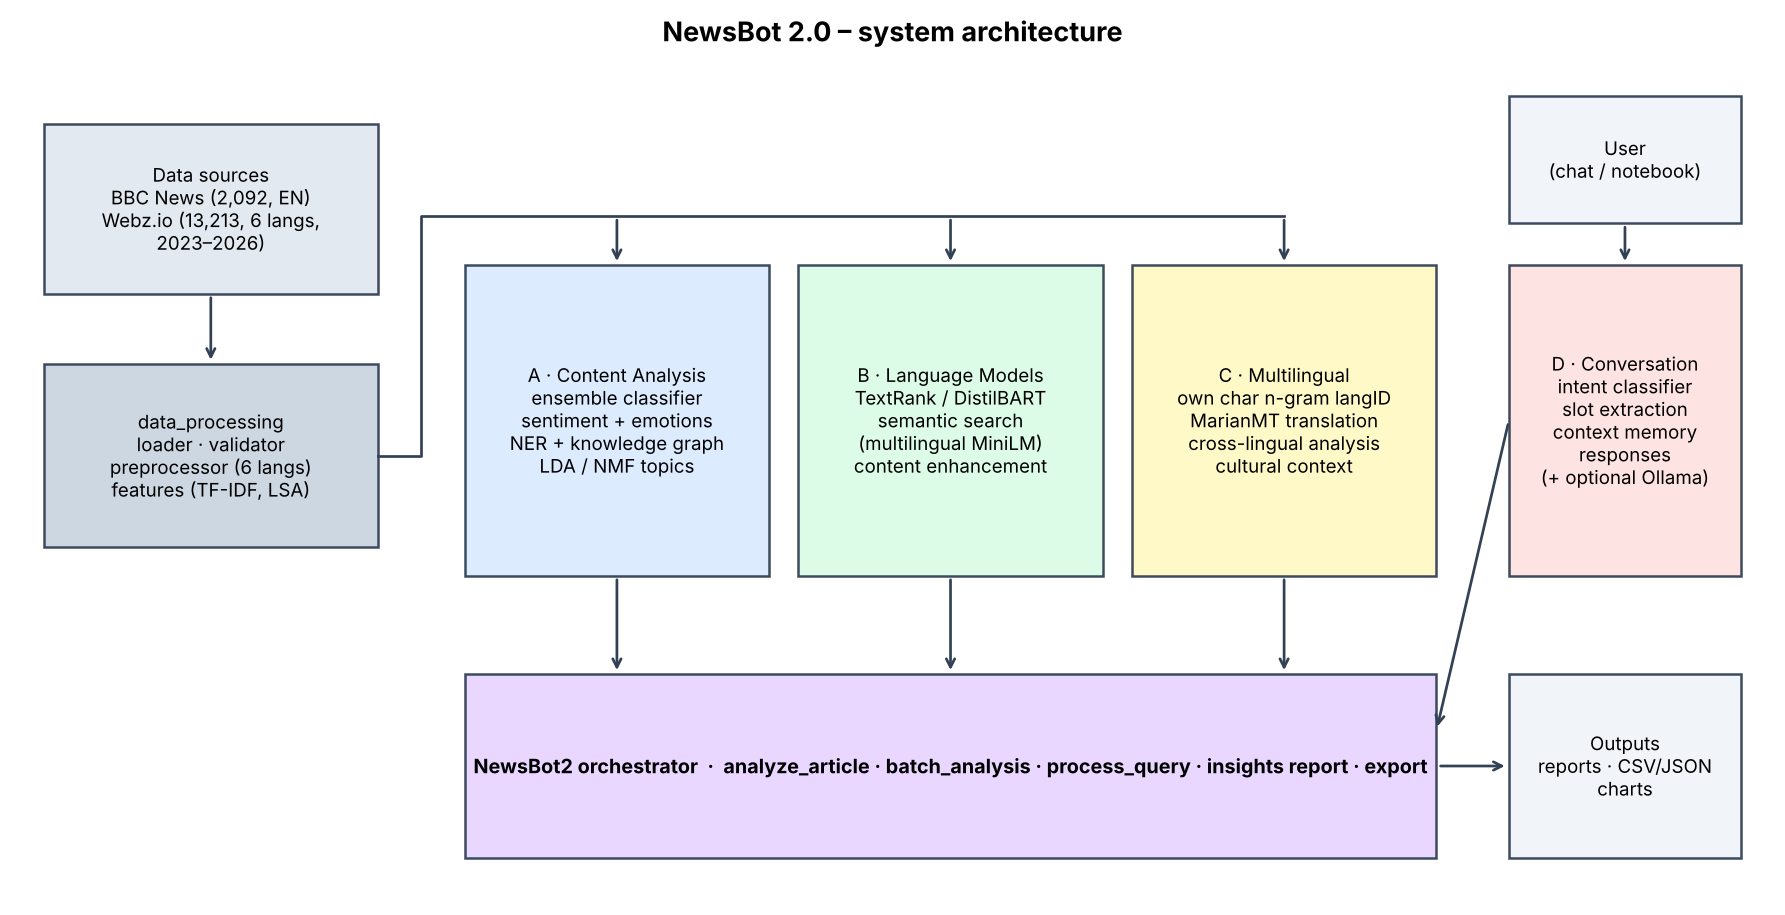 NewsBot 2.0 – system architecture
Data sources
BBC News (2,092, EN)
Webz.io (13,213, 6 langs,
2023–2026)
data_processing
loader · validator
preprocessor (6 langs)
features (TF-IDF, LSA)
A · Content Analysis
ensemble classifier
sentiment + emotions
NER + knowledge graph
LDA / NMF topics
B · Language Models
TextRank / DistilBART
semantic search
(multilingual MiniLM)
content enhancement
C · Multilingual
own char n-gram langID
MarianMT translation
cross-lingual analysis
cultural context
User
(chat / notebook)
D · Conversation
intent classifier
slot extraction
context memory
responses
(+ optional Ollama)
NewsBot2 orchestrator · analyze_article · batch_analysis · process_query · insights report · export
Outputs
reports · CSV/JSON
charts